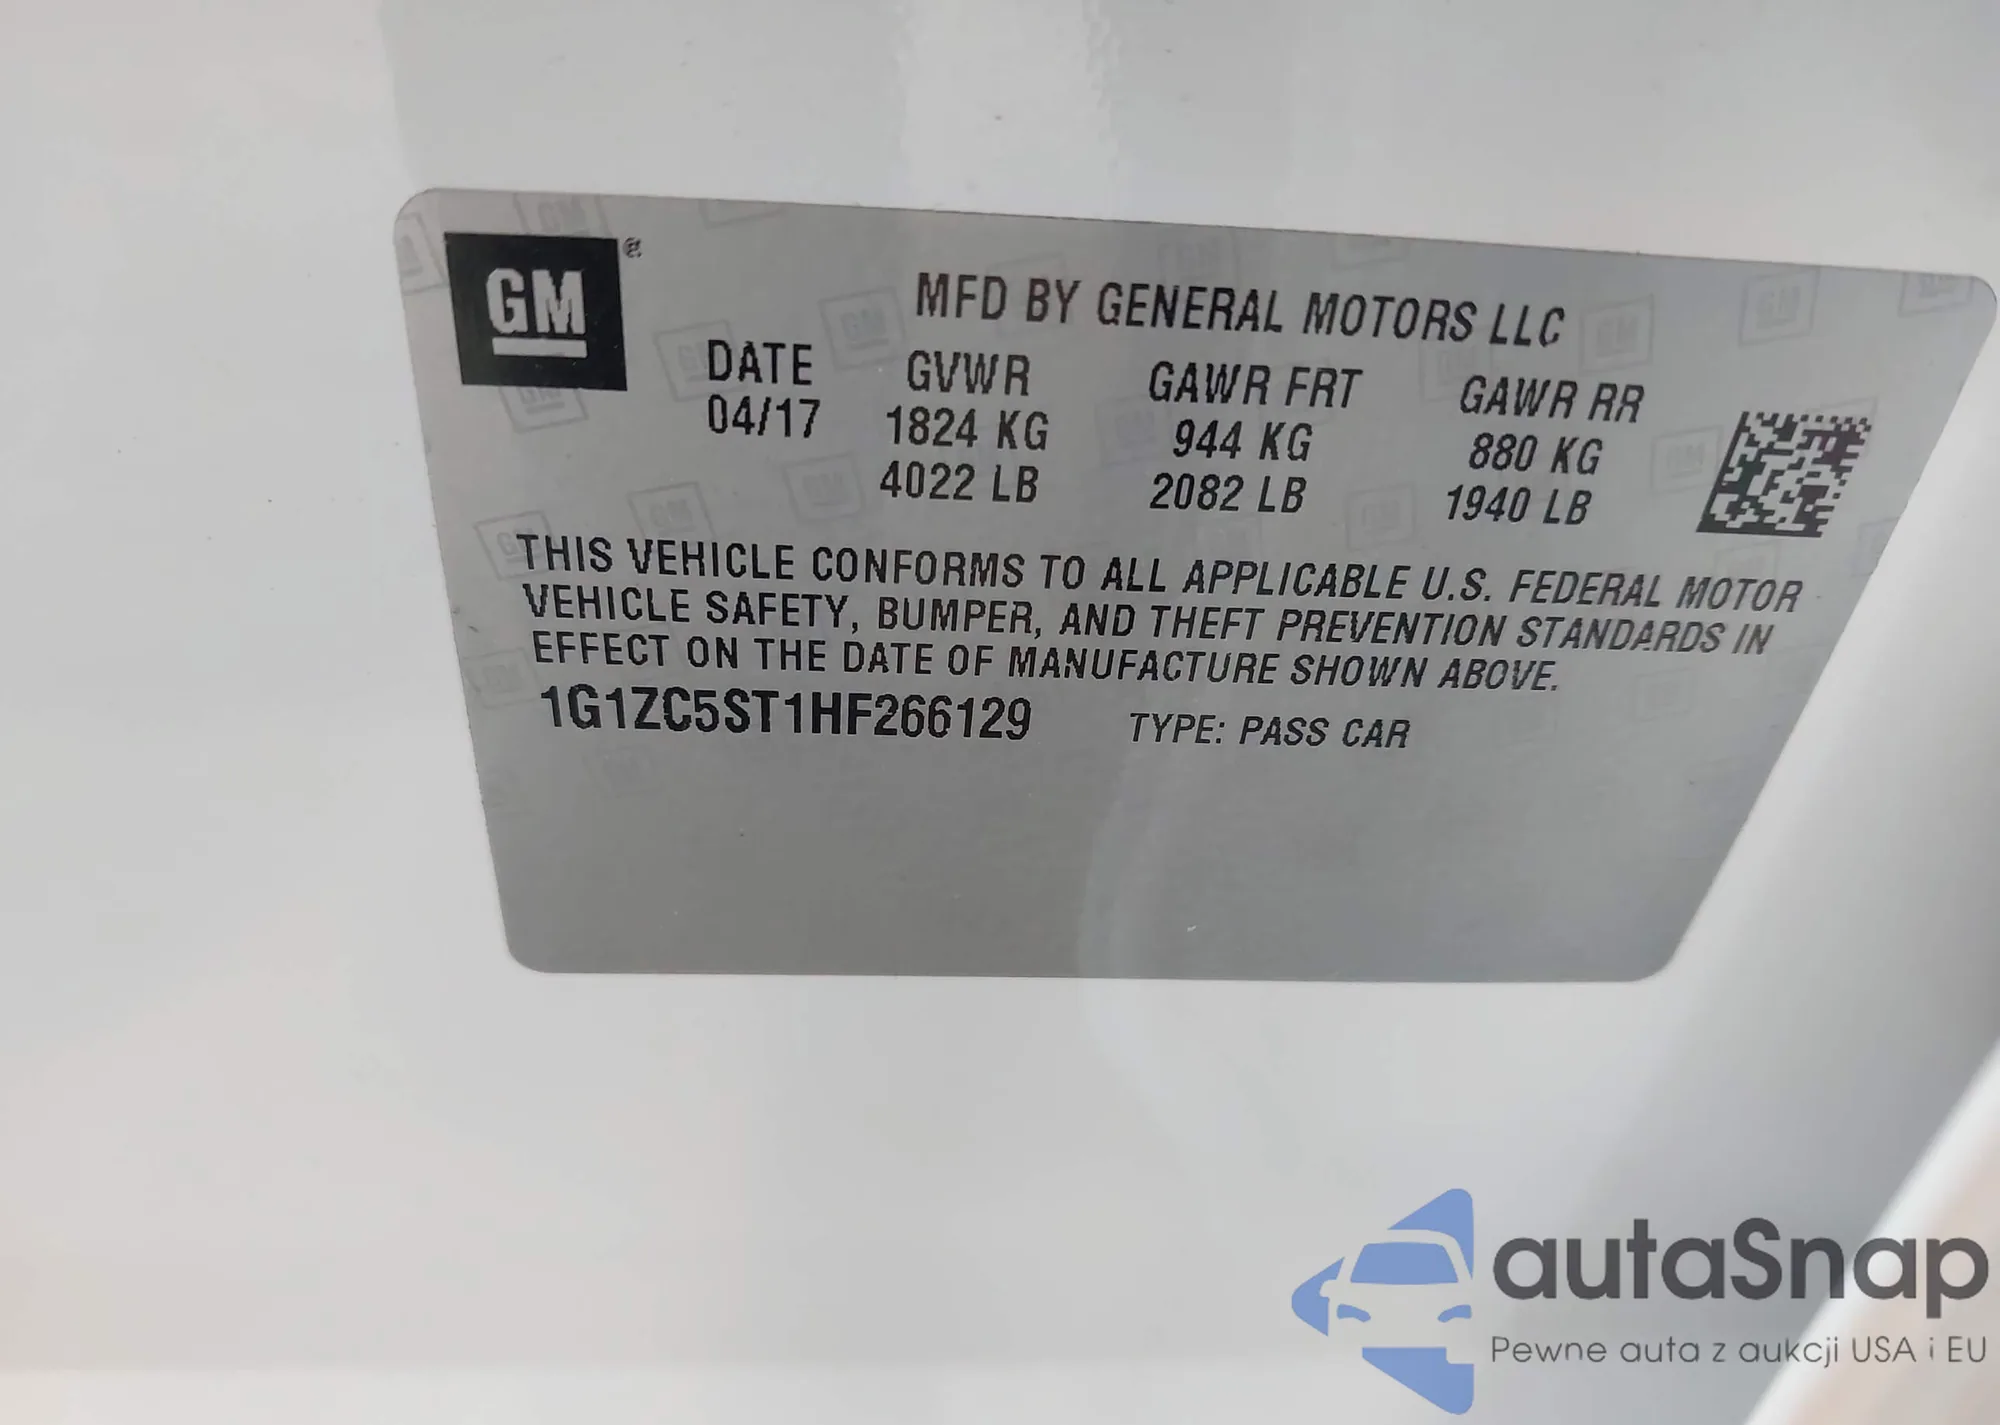 GM
MFD BY GENERAL MOTORS LLC
DATE GVWR GAWR FRT GAWR RR
04/17 1824 KG 944 KG 880 KG
4022 LB 2082 LB 1940 LB
THIS VEHICLE CONFORMS TO ALL APPLICABLE U.S. FEDERAL MOTOR
VEHICLE SAFETY, BUMPER, AND THEFT PREVENTION STANDARDS IN
EFFECT ON THE DATE OF MANUFACTURE SHOWN ABOVE.
1G1ZC5ST1HF266129 TYPE: PASS CAR
autaSnap
Pewne auta z aukcji USA i EU